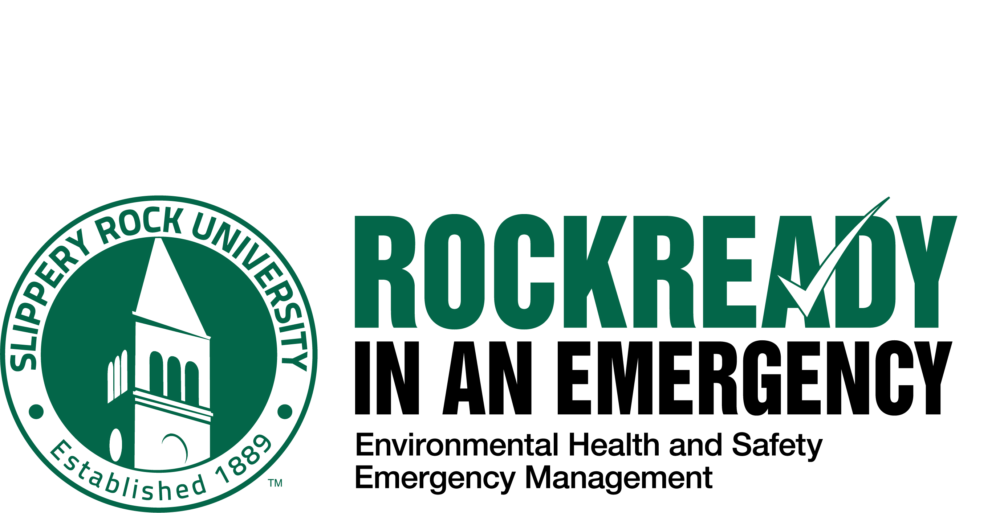 SLIPPERY ROCK UNIVERSITY
Established 1889
TM
ROCKREADY
IN AN EMERGENCY
Environmental Health and Safety
Emergency Management